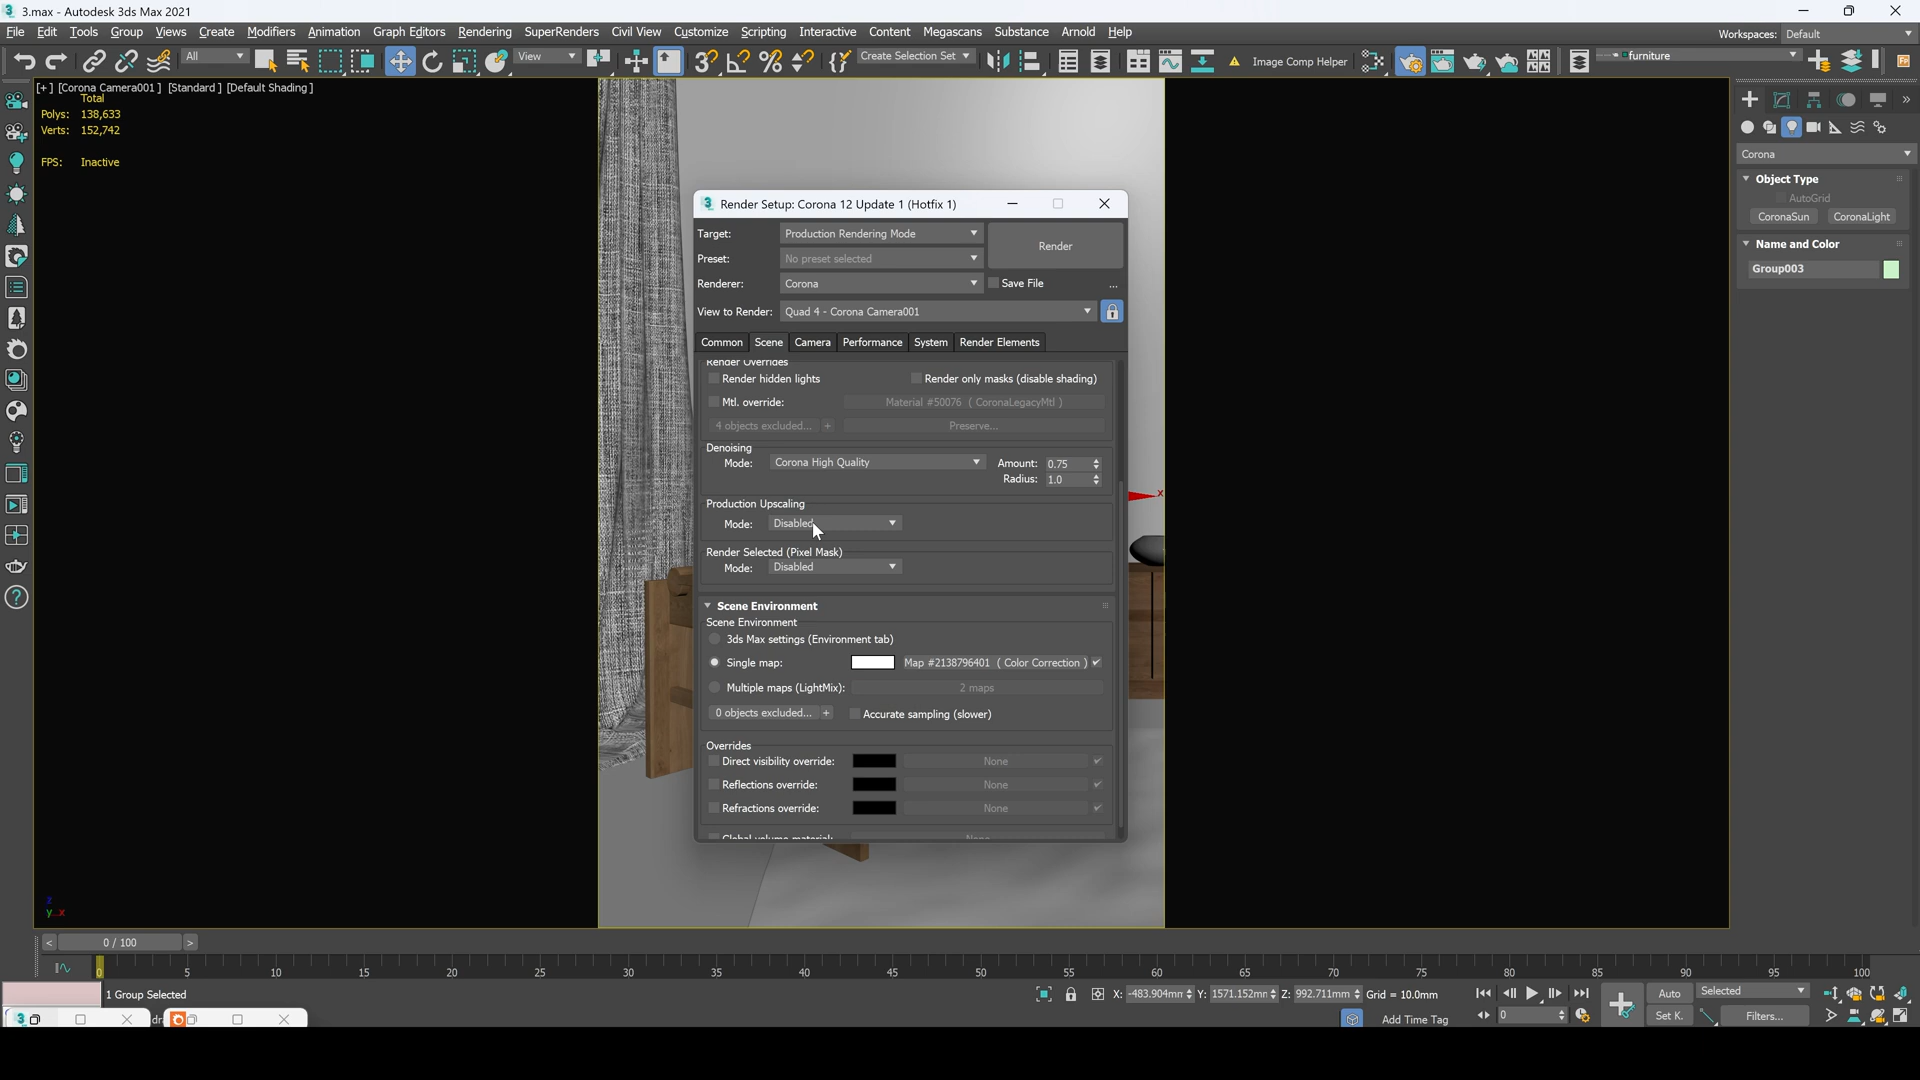 3.max - Autodesk 3ds Max 2021
File Edit Tools Group Views Create Modifiers Animation Graph Editors Rendering SuperRenders Civil View Customize Scripting Interactive Content Megascans Substance Arnold Help
Workspaces: Default
All View Create Selection Set Image Comp Helper furniture
[+] [Corona Camera001 ] [Standard ] [Default Shading ]
Total
Polys: 138,633
Verts: 152,742
FPS: Inactive
Render Setup: Corona 12 Update 1 (Hotfix 1)
Target: Production Rendering Mode
Render
Preset: No preset selected
Renderer: Corona
Save File ...
View to Render: Quad 4 - Corona Camera001
Common Scene Camera Performance System Render Elements
Render Overrides
Render hidden lights Render only masks (disable shading)
Mtl. override: Material #50076 ( CoronaLegacyMtl )
4 objects excluded... + Preserve...
Denoising
Mode: Corona High Quality Amount: 0.75
Radius: 1.0
Production Upscaling
Mode: Disabled
Render Selected (Pixel Mask)
Mode: Disabled
Scene Environment
Scene Environment
3ds Max settings (Environment tab)
Single map: Map #2138796401 ( Color Correction )
Multiple maps (LightMix): 2 maps
0 objects excluded... + Accurate sampling (slower)
Overrides
Direct visibility override: None
Reflections override: None
Refractions override: None
Global volume material: None
x
Corona
Object Type
AutoGrid
CoronaSun CoronaLight
Name and Color
Group003
z
y x
< 0 / 100 >
0 5 10 15 20 25 30 35 40 45 50 55 60 65 70 75 80 85 90 95 100
1 Group Selected
X: -483.904mm Y: 1571.152mm Z: 992.711mm Grid = 10.0mm
Auto Selected
Add Time Tag
0
Set K. Filters...